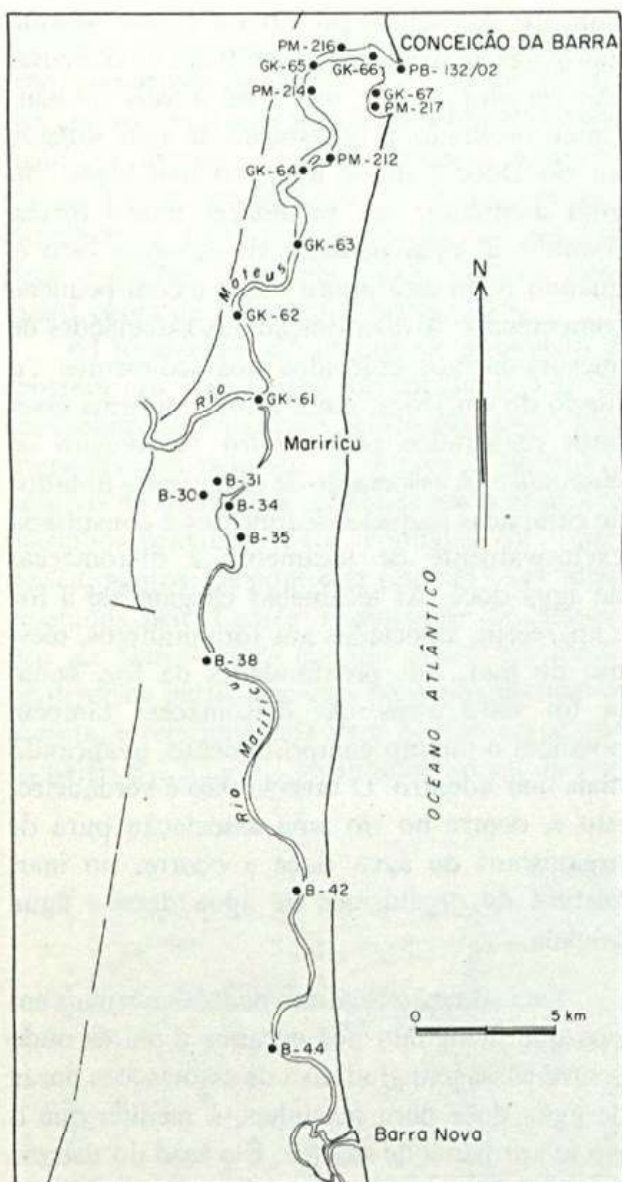 PM-216
CONCEIÇÃO DA BARRA
GK-65
GK-66
PB-132/02
PM-214
GK-67
PM-217
PM-212
GK-64
GK-63
Mateus
GK-62
Rio
GK-61
N
Mariricu
B-31
B-30
B-34
B-35
B-38
Rio Mariricu
OCEANO ATLÂNTICO
B-42
0 5 km
B-44
Barra Nova